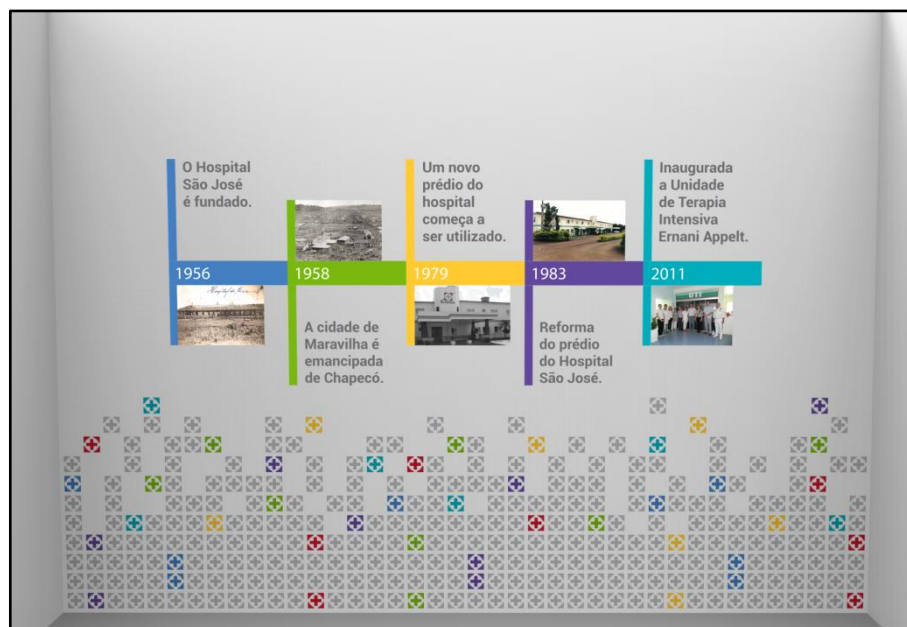 O Hospital
São José
é fundado.
1956
1958
A cidade de
Maravilha é
emancipada
de Chapecó.
Um novo
prédio do
hospital
começa a
ser utilizado.
1979
1983
Reforma
do prédio
do Hospital
São José.
Inaugurada
a Unidade
de Terapia
Intensiva
Ernani Appelt.
2011
UTI